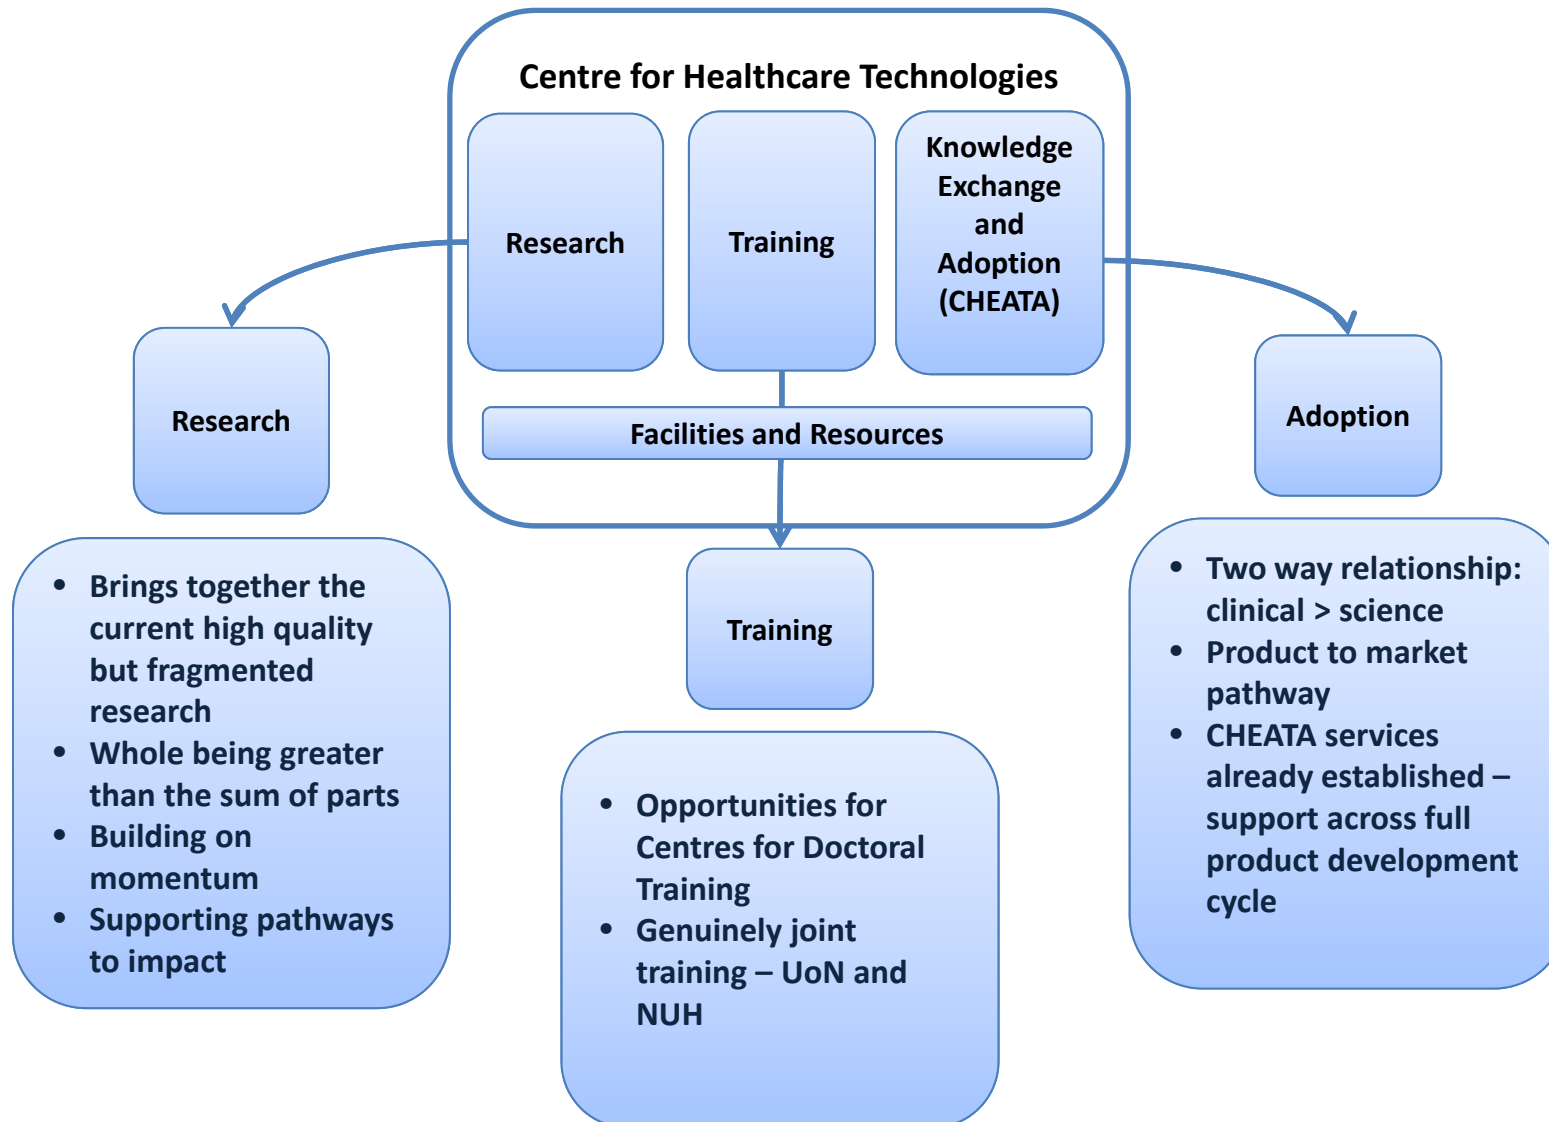 Centre for Healthcare Technologies
Research
Training
Knowledge
Exchange
and
Adoption
(CHEATA)
Facilities and Resources
Research
• Brings together the
current high quality
but fragmented
research
• Whole being greater
than the sum of parts
• Building on
momentum
• Supporting pathways
to impact
Training
• Opportunities for
Centres for Doctoral
Training
• Genuinely joint
training – UoN and
NUH
Adoption
• Two way relationship:
clinical > science
• Product to market
pathway
• CHEATA services
already established –
support across full
product development
cycle